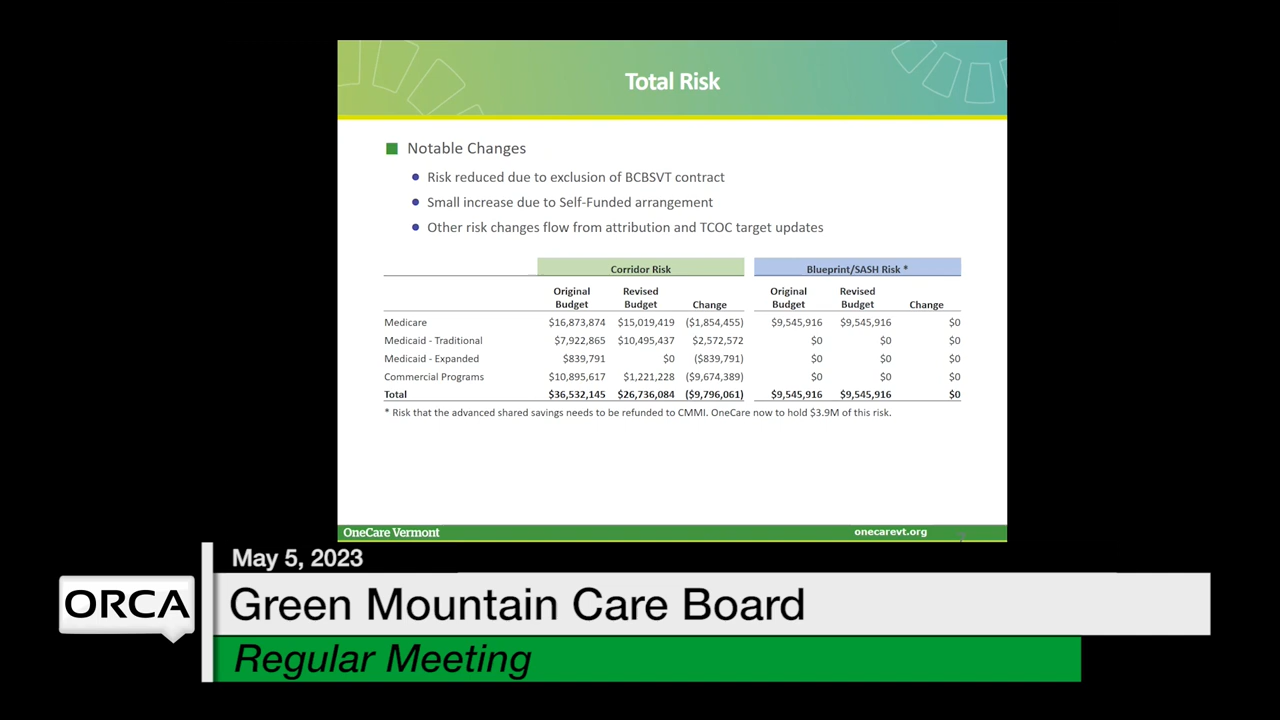 Total Risk
Notable Changes
Risk reduced due to exclusion of BCBSVT contract
Small increase due to Self-Funded arrangement
Other risk changes flow from attribution and TCOC target updates
Corridor Risk Blueprint/SASH Risk *
Original Budget Revised Budget Change Original Budget Revised Budget Change
Medicare $16,873,874 $15,019,419 ($1,854,455) $9,545,916 $9,545,916 $0
Medicaid - Traditional $7,922,865 $10,495,437 $2,572,572 $0 $0 $0
Medicaid - Expanded $839,791 $0 ($839,791) $0 $0 $0
Commercial Programs $10,895,617 $1,221,228 ($9,674,389) $0 $0 $0
Total $36,532,145 $26,736,084 ($9,796,061) $9,545,916 $9,545,916 $0
* Risk that the advanced shared savings needs to be refunded to CMMI. OneCare now to hold $3.9M of this risk.
OneCare Vermont onecarevt.org
May 5, 2023
ORCA Green Mountain Care Board
Regular Meeting